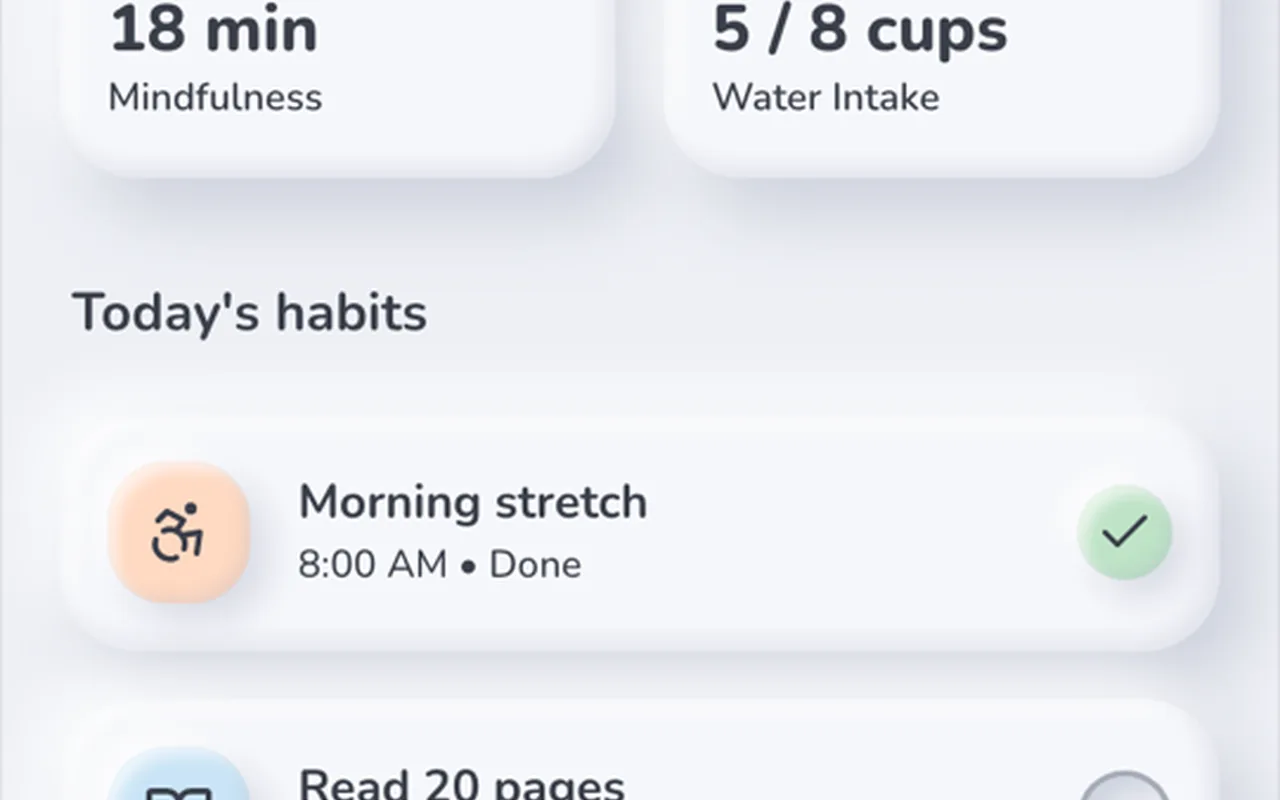 18 min
Mindfulness
5 / 8 cups
Water Intake
Today's habits
Morning stretch
8:00 AM • Done
Read 20 pages